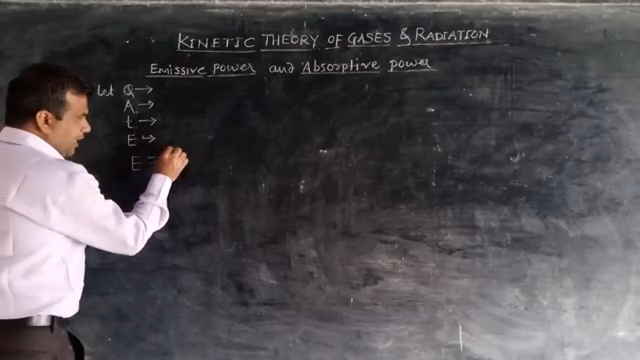 KINETIC THEORY OF GASES & RADIATION
Emissive power and Absorptive power
let Q →
A →
t →
E →
E =